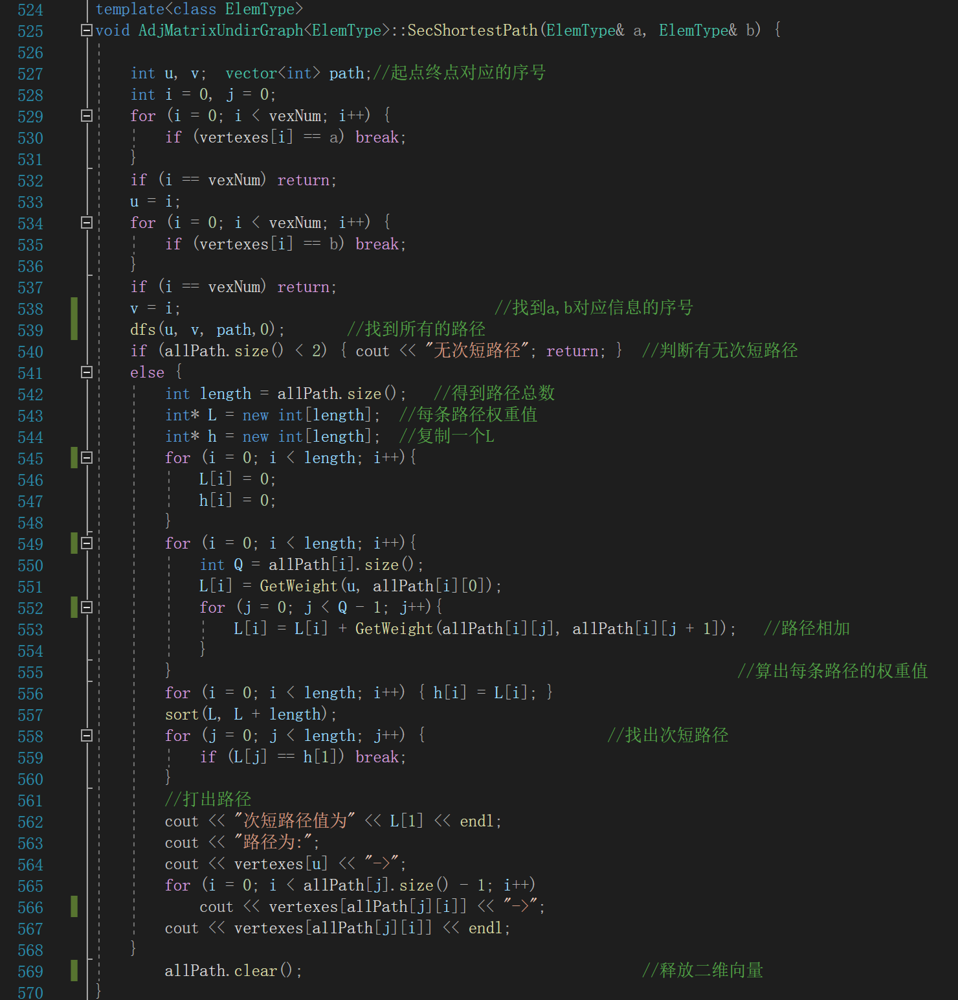 524 template<class ElemType>
525 void AdjMatrixUndirGraph<ElemType>::SecShortestPath(ElemType& a, ElemType& b) {
526
527 int u, v;  vector<int> path;//起点终点对应的序号
528 int i = 0, j = 0;
529 for (i = 0; i < vexNum; i++) {
530 if (vertexes[i] == a) break;
531 }
532 if (i == vexNum) return;
533 u = i;
534 for (i = 0; i < vexNum; i++) {
535 if (vertexes[i] == b) break;
536 }
537 if (i == vexNum) return;
538 v = i; //找到a,b对应信息的序号
539 dfs(u, v, path,0); //找到所有的路径
540 if (allPath.size() < 2) { cout << "无次短路径"; return; } //判断有无次短路径
541 else {
542 int length = allPath.size(); //得到路径总数
543 int* L = new int[length]; //每条路径权重值
544 int* h = new int[length]; //复制一个L
545 for (i = 0; i < length; i++){
546 L[i] = 0;
547 h[i] = 0;
548 }
549 for (i = 0; i < length; i++){
550 int Q = allPath[i].size();
551 L[i] = GetWeight(u, allPath[i][0]);
552 for (j = 0; j < Q - 1; j++){
553 L[i] = L[i] + GetWeight(allPath[i][j], allPath[i][j + 1]); //路径相加
554 }
555 } //算出每条路径的权重值
556 for (i = 0; i < length; i++) { h[i] = L[i]; }
557 sort(L, L + length);
558 for (j = 0; j < length; j++) { //找出次短路径
559 if (L[j] == h[1]) break;
560 }
561 //打出路径
562 cout << "次短路径值为" << L[1] << endl;
563 cout << "路径为:";
564 cout << vertexes[u] << "->";
565 for (i = 0; i < allPath[j].size() - 1; i++)
566 cout << vertexes[allPath[j][i]] << "->";
567 cout << vertexes[allPath[j][i]] << endl;
568 }
569 allPath.clear(); //释放二维向量
570 }